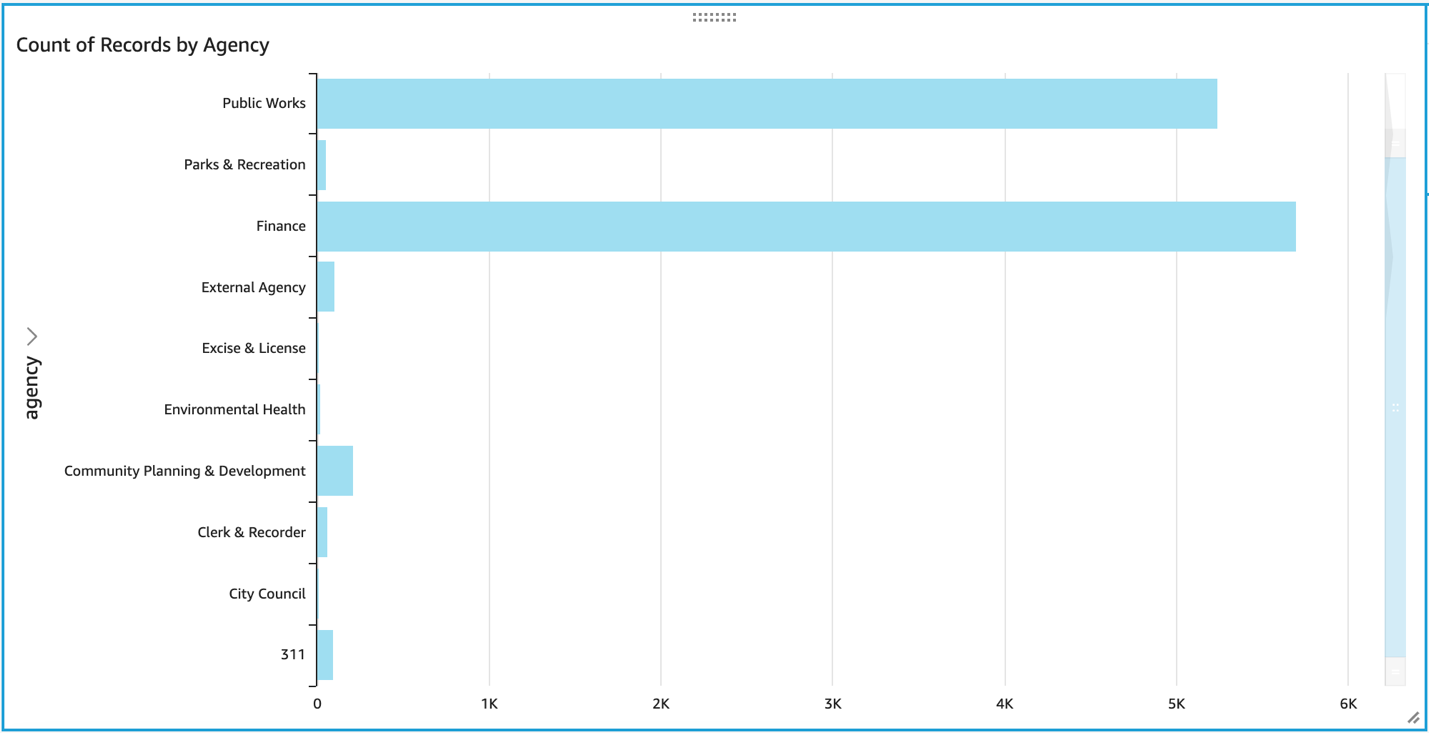 Count of Records by Agency
Public Works
Parks & Recreation
Finance
External Agency
Excise & License
Environmental Health
Community Planning & Development
Clerk & Recorder
City Council
311
agency
0 1K 2K 3K 4K 5K 6K